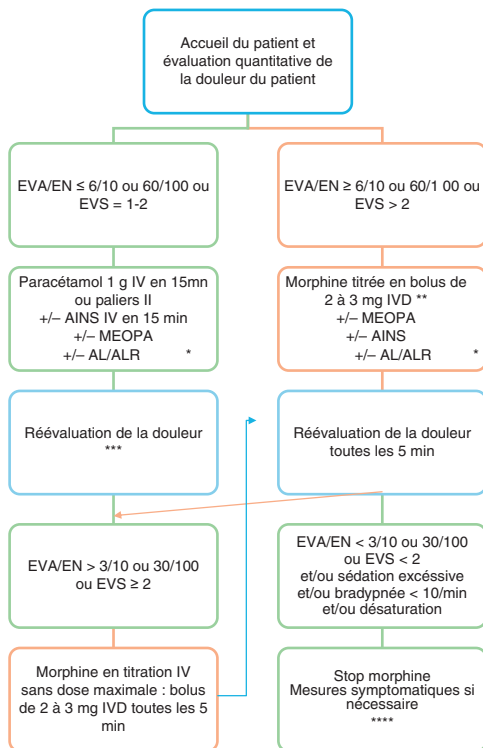 Accueil du patient et
évaluation quantitative de
la douleur du patient
EVA/EN ≤ 6/10 ou 60/100 ou
EVS = 1-2
EVA/EN ≥ 6/10 ou 60/1 00 ou
EVS > 2
Paracétamol 1 g IV en 15mn
ou paliers II
+/– AINS IV en 15 min
+/– MEOPA
+/– AL/ALR *
Morphine titrée en bolus de
2 à 3 mg IVD **
+/– MEOPA
+/– AINS
+/– AL/ALR *
Réévaluation de la douleur
***
Réévaluation de la douleur
toutes les 5 min
EVA/EN > 3/10 ou 30/100
ou EVS ≥ 2
EVA/EN < 3/10 ou 30/100
ou EVS < 2
et/ou sédation excéssive
et/ou bradypnée < 10/min
et/ou désaturation
Morphine en titration IV
sans dose maximale : bolus
de 2 à 3 mg IVD toutes les 5
min
Stop morphine
Mesures symptomatiques si
nécessaire
****